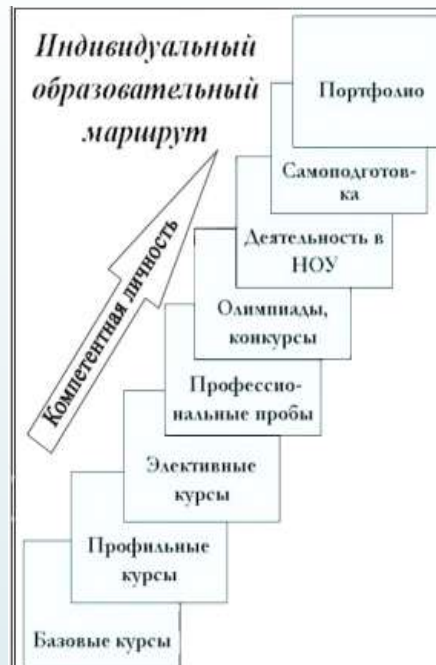 Индивидуальный
образовательный
маршрут
Портфолио
Самоподготов-
ка
Деятельность в
НОУ
Олимпиады,
конкурсы
Профессио-
нальные пробы
Элективные
курсы
Профильные
курсы
Базовые курсы
Компетентная личность